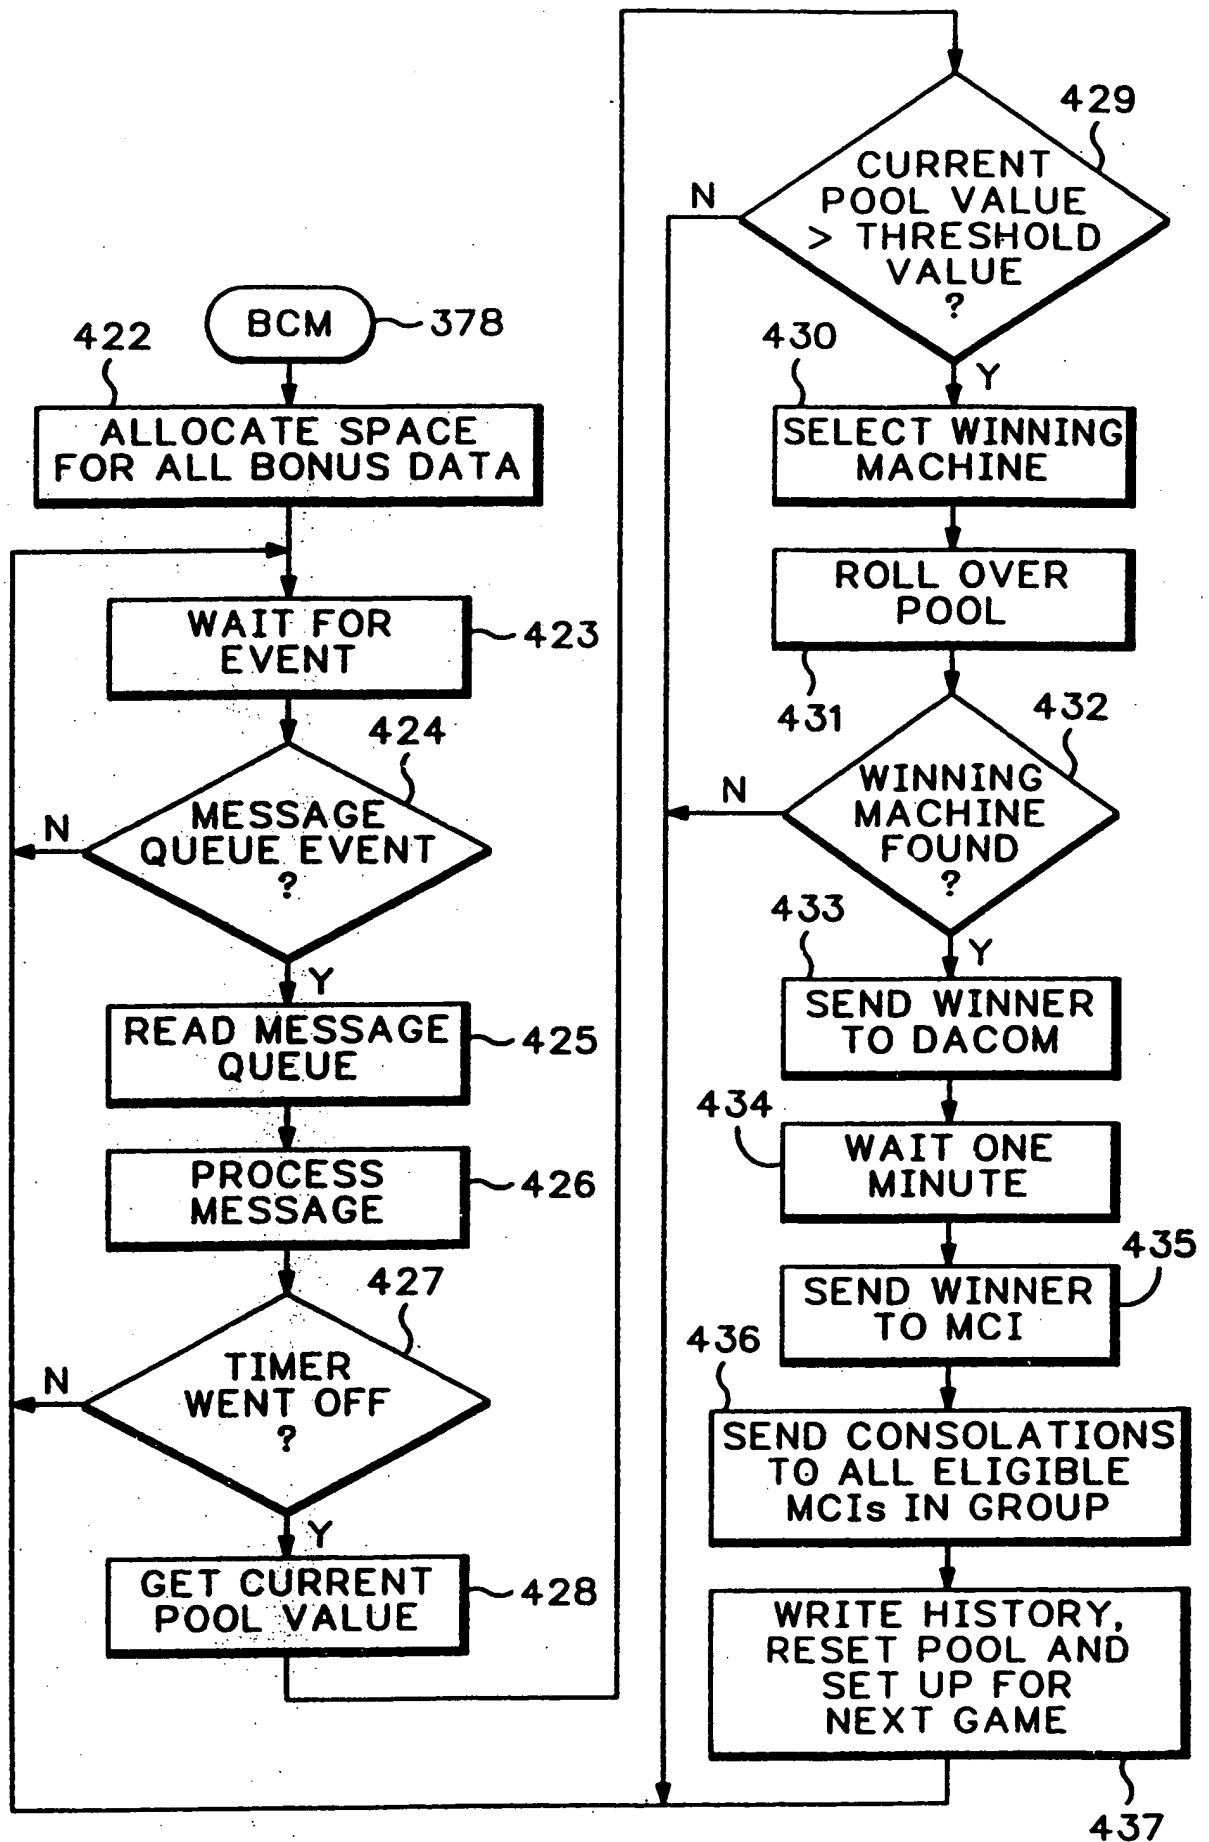 BCM
378
422
ALLOCATE SPACE
FOR ALL BONUS DATA
WAIT FOR
EVENT
423
424
MESSAGE
QUEUE EVENT
?
N
Y
READ MESSAGE
QUEUE
425
PROCESS
MESSAGE
426
427
TIMER
WENT OFF
?
N
Y
GET CURRENT
POOL VALUE
428
429
CURRENT
POOL VALUE
> THRESHOLD
VALUE
?
N
Y
430
SELECT WINNING
MACHINE
ROLL OVER
POOL
431
432
WINNING
MACHINE
FOUND
?
N
Y
433
SEND WINNER
TO DACOM
434
WAIT ONE
MINUTE
435
SEND WINNER
TO MCI
436
SEND CONSOLATIONS
TO ALL ELIGIBLE
MCIs IN GROUP
WRITE HISTORY,
RESET POOL AND
SET UP FOR
NEXT GAME
437